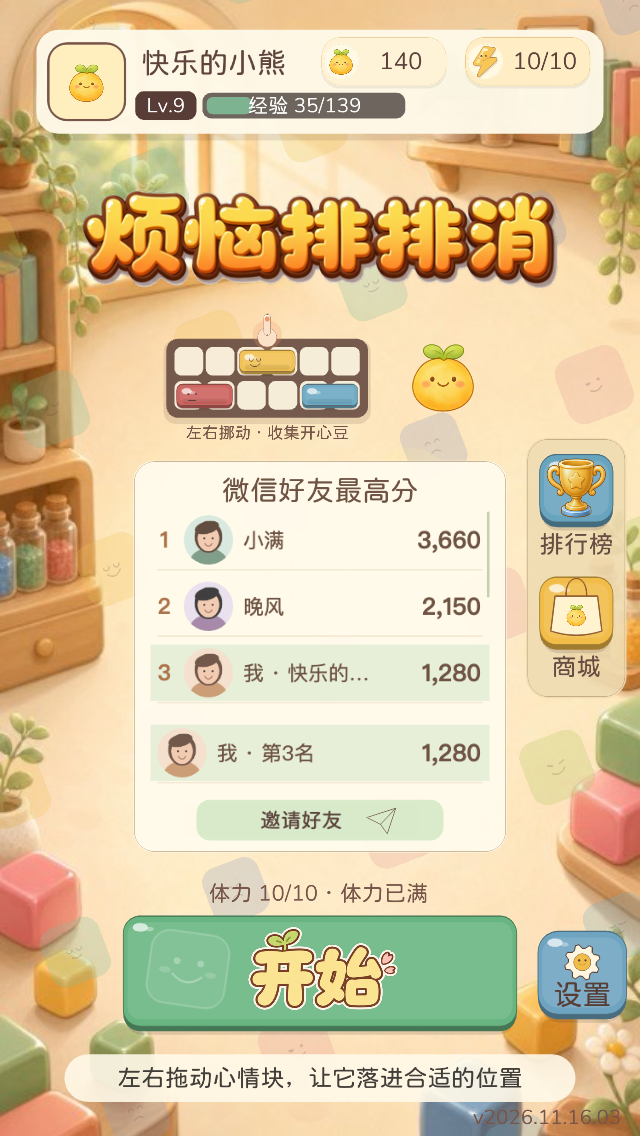 快乐的小熊
140
10/10
Lv.9
经验 35/139
烦恼排排消
左右挪动 · 收集开心豆
微信好友最高分
1 小满 3,660
2 晚风 2,150
3 我 · 快乐的... 1,280
我 · 第3名 1,280
邀请好友
排行榜
商城
体力 10/10 · 体力已满
开始
设置
左右拖动心情块，让它落进合适的位置
v2026.11.16.03